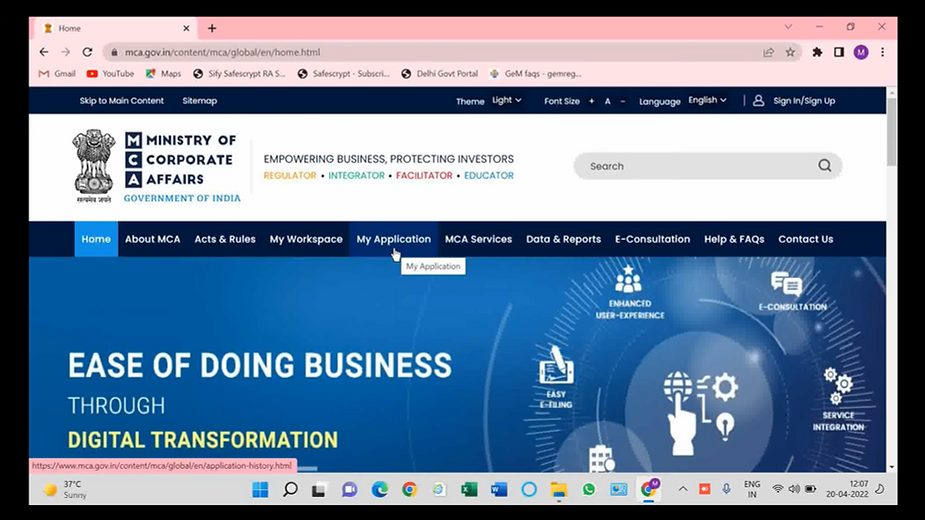 Home
mca.gov.in/content/mca/global/en/home.html
M
Gmail YouTube Maps Sify Safescrypt RA S... Safescrypt - Subscri... Delhi Govt Portal GeM faqs - gemreg...
Skip to Main Content Sitemap Theme Light Font Size + A - Language English Sign In/Sign Up
MINISTRY OF
CORPORATE
AFFAIRS
सत्यमेव जयते
GOVERNMENT OF INDIA
EMPOWERING BUSINESS, PROTECTING INVESTORS
REGULATOR • INTEGRATOR • FACILITATOR • EDUCATOR
Search
Home About MCA Acts & Rules My Workspace My Application MCA Services Data & Reports E-Consultation Help & FAQs Contact Us
My Application
ENHANCED
USER-EXPERIENCE
E-CONSULTATION
EASY
E-FILING
SERVICE
INTEGRATION
EASE OF DOING BUSINESS
THROUGH
DIGITAL TRANSFORMATION
https://www.mca.gov.in/content/mca/global/en/application-history.html
37°C
Sunny
M
ENG
IN
12:07
20-04-2022